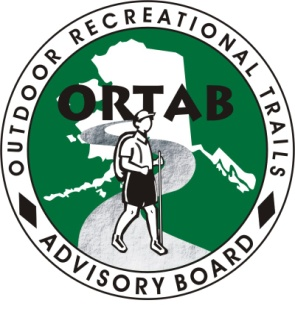 OUTDOOR RECREATIONAL TRAILS
ORTAB
ADVISORY BOARD